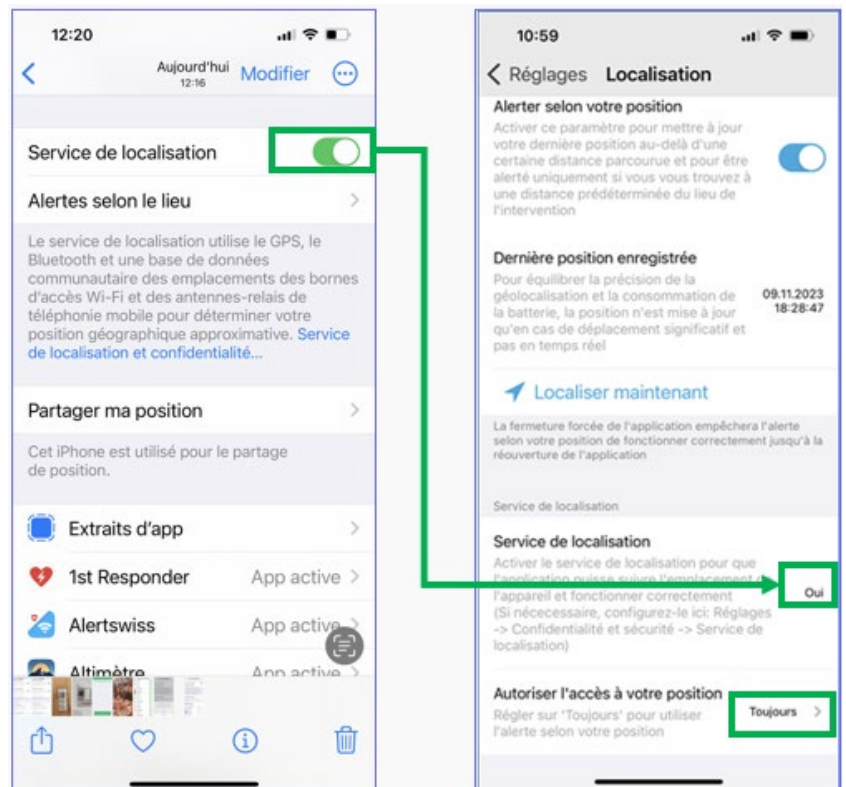 12:20
Aujourd'hui
12:16
Modifier
Service de localisation
Alertes selon le lieu
Le service de localisation utilise le GPS, le
Bluetooth et une base de données
communautaire des emplacements des bornes
d'accès Wi-Fi et des antennes-relais de
téléphonie mobile pour déterminer votre
position géographique approximative. Service
de localisation et confidentialité...
Partager ma position
Cet iPhone est utilisé pour le partage
de position.
Extraits d'app
1st Responder App active
Alertswiss App active
Altimètre App active
10:59
Réglages Localisation
Alerter selon votre position
Activer ce paramètre pour mettre à jour
votre dernière position au-delà d'une
certaine distance parcourue et pour être
alerté uniquement si vous vous trouvez à
une distance prédéterminée du lieu de
l'intervention
Dernière position enregistrée
Pour équilibrer la précision de la
géolocalisation et la consommation de
la batterie, la position n'est mise à jour
qu'en cas de déplacement significatif et
pas en temps réel
09.11.2023
18:28:47
Localiser maintenant
La fermeture forcée de l'application empêchera l'alerte
selon votre position de fonctionner correctement jusqu'à la
réouverture de l'application
Service de localisation
Service de localisation
Activer le service de localisation pour que
l'application puisse suivre l'emplacement de
l'appareil et fonctionner correctement
(Si nécecessaire, configurez-le ici: Réglages
-> Confidentialité et sécurité -> Service de
localisation)
Oui
Autoriser l'accès à votre position
Régler sur 'Toujours' pour utiliser
l'alerte selon votre position
Toujours